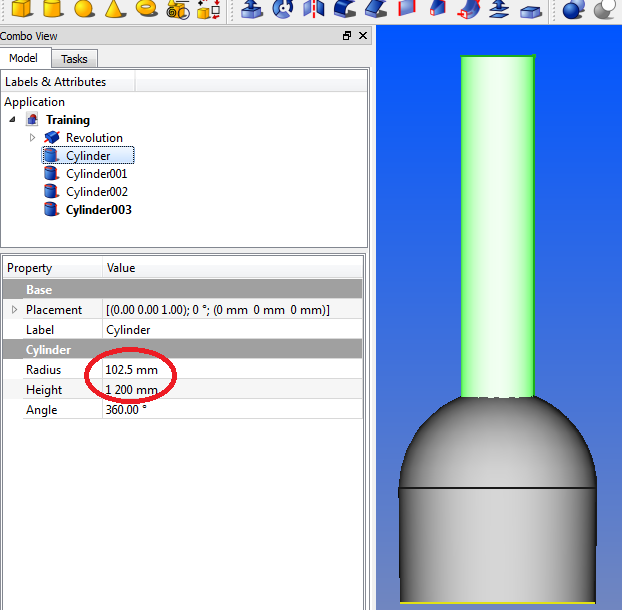 Combo View
Model Tasks
Labels & Attributes
Application
Training
Revolution
Cylinder
Cylinder001
Cylinder002
Cylinder003
Property Value
Base
Placement [(0.00 0.00 1.00); 0 °; (0 mm 0 mm 0 mm)]
Label Cylinder
Cylinder
Radius 102.5 mm
Height 1 200 mm
Angle 360.00 °